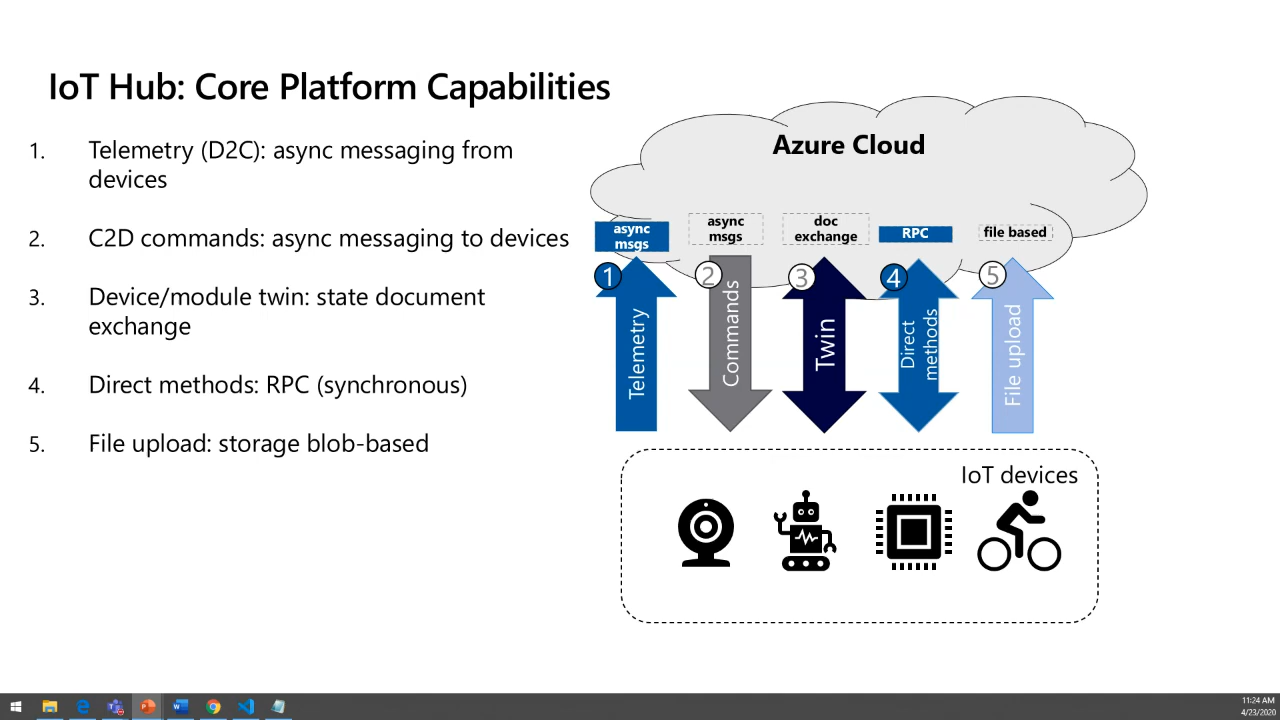 IoT Hub: Core Platform Capabilities
1. Telemetry (D2C): async messaging from
devices
2. C2D commands: async messaging to devices
3. Device/module twin: state document
exchange
4. Direct methods: RPC (synchronous)
5. File upload: storage blob-based
Azure Cloud
async
msgs
async
msgs
doc
exchange
RPC
file based
1
2
3
4
5
Telemetry
Commands
Twin
Direct
methods
File upload
IoT devices
11:24 AM
4/23/2020